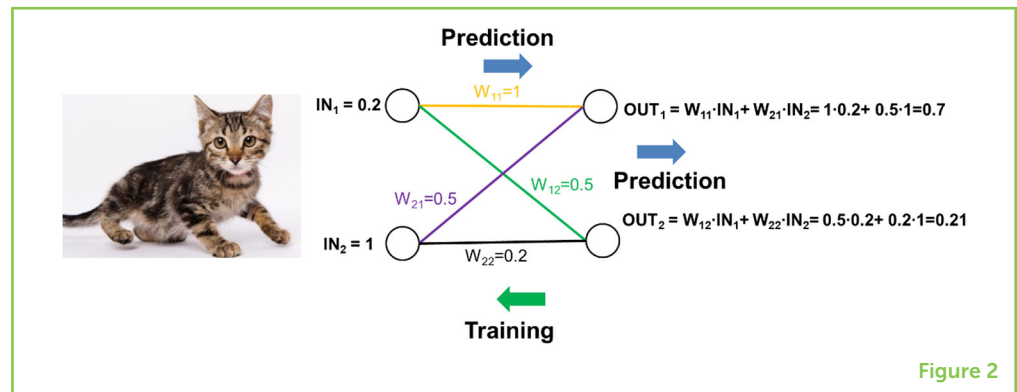 Prediction
W₁₁=1
IN₁ = 0.2
OUT₁ = W₁₁·IN₁+ W₂₁·IN₂= 1·0.2+ 0.5·1=0.7
Prediction
W₁₂=0.5
W₂₁=0.5
OUT₂ = W₁₂·IN₁+ W₂₂·IN₂= 0.5·0.2+ 0.2·1=0.21
IN₂ = 1
W₂₂=0.2
Training
Figure 2